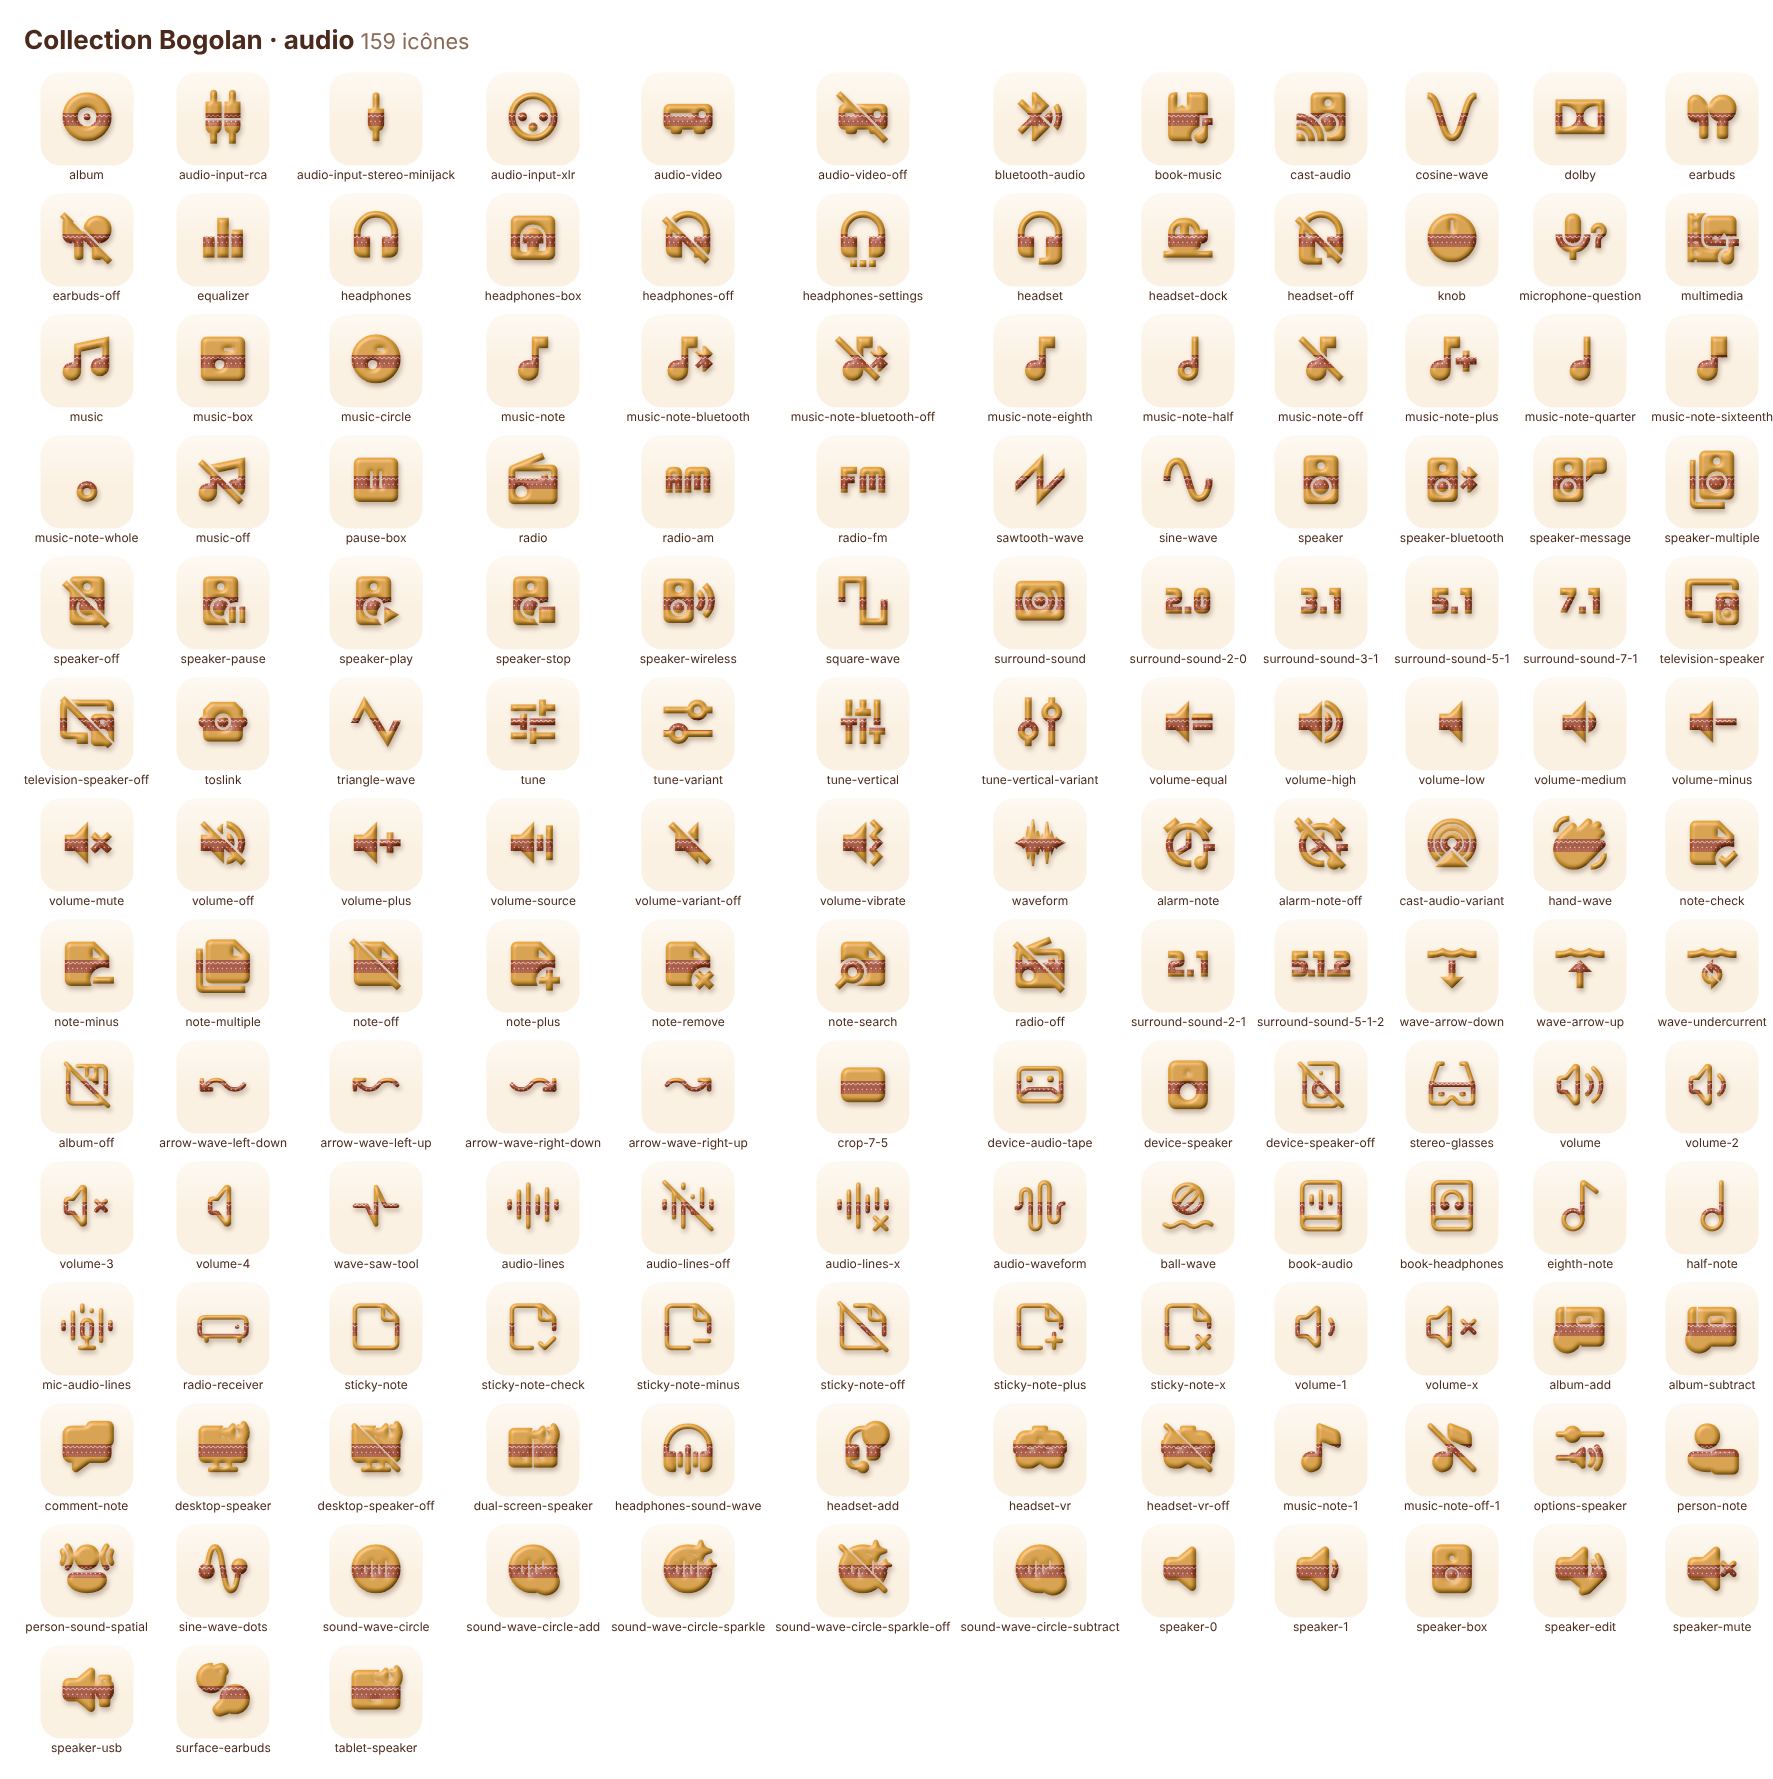 Collection Bogolan · audio 159 icônes
album audio-input-rca audio-input-stereo-minijack audio-input-xlr audio-video audio-video-off bluetooth-audio book-music cast-audio cosine-wave dolby earbuds
earbuds-off equalizer headphones headphones-box headphones-off headphones-settings headset headset-dock headset-off knob microphone-question multimedia
music music-box music-circle music-note music-note-bluetooth music-note-bluetooth-off music-note-eighth music-note-half music-note-off music-note-plus music-note-quarter music-note-sixteenth
AM FM
music-note-whole music-off pause-box radio radio-am radio-fm sawtooth-wave sine-wave speaker speaker-bluetooth speaker-message speaker-multiple
2.0 3.1 5.1 7.1
speaker-off speaker-pause speaker-play speaker-stop speaker-wireless square-wave surround-sound surround-sound-2-0 surround-sound-3-1 surround-sound-5-1 surround-sound-7-1 television-speaker
television-speaker-off toslink triangle-wave tune tune-variant tune-vertical tune-vertical-variant volume-equal volume-high volume-low volume-medium volume-minus
volume-mute volume-off volume-plus volume-source volume-variant-off volume-vibrate waveform alarm-note alarm-note-off cast-audio-variant hand-wave note-check
2.1 5.1.2
note-minus note-multiple note-off note-plus note-remove note-search radio-off surround-sound-2-1 surround-sound-5-1-2 wave-arrow-down wave-arrow-up wave-undercurrent
album-off arrow-wave-left-down arrow-wave-left-up arrow-wave-right-down arrow-wave-right-up crop-7-5 device-audio-tape device-speaker device-speaker-off stereo-glasses volume volume-2
volume-3 volume-4 wave-saw-tool audio-lines audio-lines-off audio-lines-x audio-waveform ball-wave book-audio book-headphones eighth-note half-note
mic-audio-lines radio-receiver sticky-note sticky-note-check sticky-note-minus sticky-note-off sticky-note-plus sticky-note-x volume-1 volume-x album-add album-subtract
comment-note desktop-speaker desktop-speaker-off dual-screen-speaker headphones-sound-wave headset-add headset-vr headset-vr-off music-note-1 music-note-off-1 options-speaker person-note
person-sound-spatial sine-wave-dots sound-wave-circle sound-wave-circle-add sound-wave-circle-sparkle sound-wave-circle-sparkle-off sound-wave-circle-subtract speaker-0 speaker-1 speaker-box speaker-edit speaker-mute
speaker-usb surface-earbuds tablet-speaker